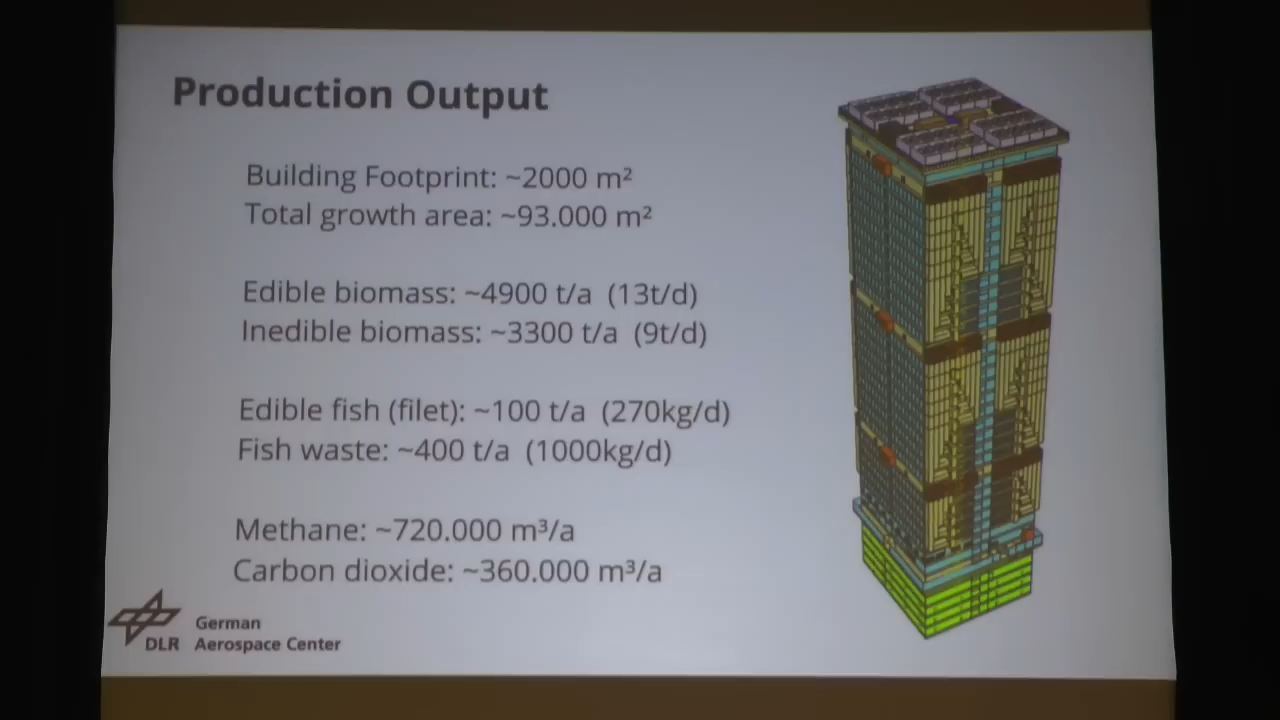 Production Output
Building Footprint: ~2000 m²
Total growth area: ~93.000 m²
Edible biomass: ~4900 t/a (13t/d)
Inedible biomass: ~3300 t/a (9t/d)
Edible fish (filet): ~100 t/a (270kg/d)
Fish waste: ~400 t/a (1000kg/d)
Methane: ~720.000 m³/a
Carbon dioxide: ~360.000 m³/a
German
DLR Aerospace Center